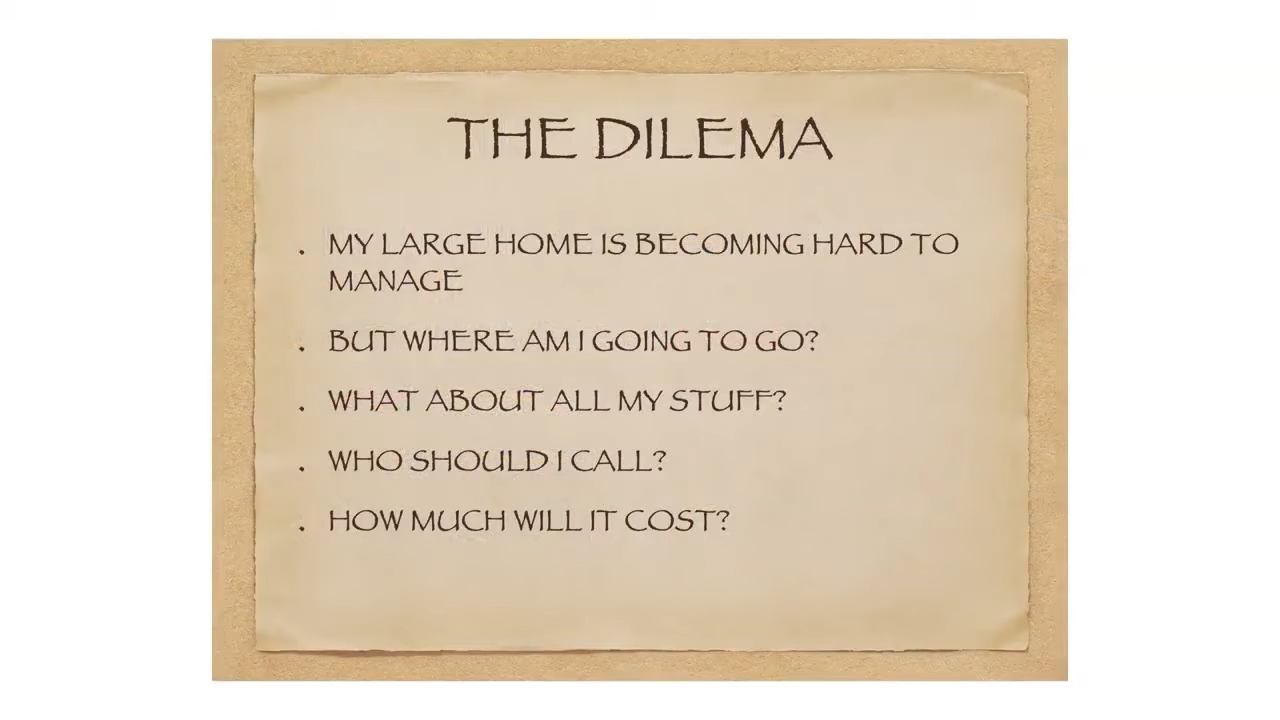 THE DILEMA
. MY LARGE HOME IS BECOMING HARD TO
MANAGE
. BUT WHERE AM I GOING TO GO?
. WHAT ABOUT ALL MY STUFF?
. WHO SHOULD I CALL?
. HOW MUCH WILL IT COST?